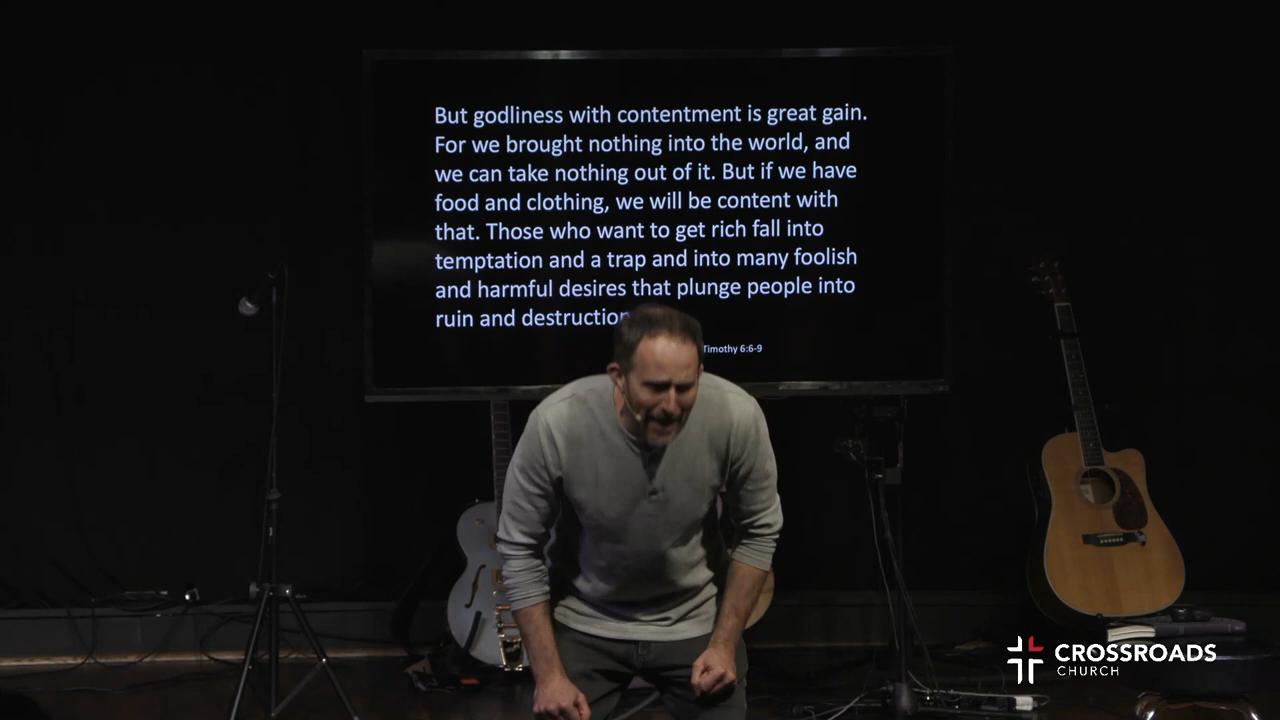 But godliness with contentment is great gain.
For we brought nothing into the world, and
we can take nothing out of it. But if we have
food and clothing, we will be content with
that. Those who want to get rich fall into
temptation and a trap and into many foolish
and harmful desires that plunge people into
ruin and destruction
Timothy 6:6-9
CROSSROADS
CHURCH